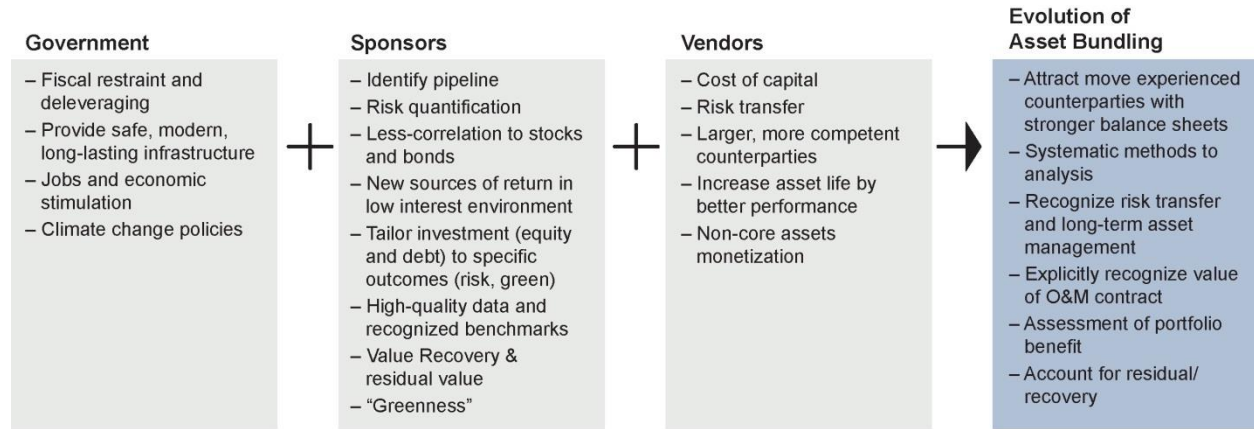 Government
– Fiscal restraint and
deleveraging
– Provide safe, modern,
long-lasting infrastructure
– Jobs and economic
stimulation
– Climate change policies
Sponsors
– Identify pipeline
– Risk quantification
– Less-correlation to stocks
and bonds
– New sources of return in
low interest environment
– Tailor investment (equity
and debt) to specific
outcomes (risk, green)
– High-quality data and
recognized benchmarks
– Value Recovery &
residual value
– “Greenness”
Vendors
– Cost of capital
– Risk transfer
– Larger, more competent
counterparties
– Increase asset life by
better performance
– Non-core assets
monetization
Evolution of
Asset Bundling
– Attract move experienced
counterparties with
stronger balance sheets
– Systematic methods to
analysis
– Recognize risk transfer
and long-term asset
management
– Explicitly recognize value
of O&M contract
– Assessment of portfolio
benefit
– Account for residual/
recovery